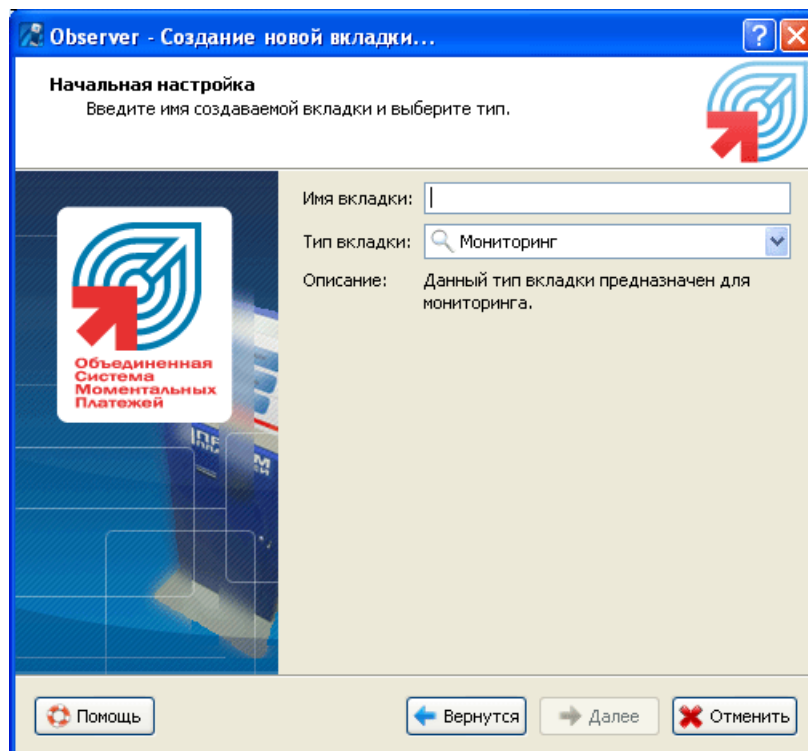 Observer - Создание новой вкладки...
Начальная настройка
Введите имя создаваемой вкладки и выберите тип.
Имя вкладки:
Тип вкладки: Мониторинг
Описание: Данный тип вкладки предназначен для
мониторинга.
Объединенная
Система
Моментальных
Платежей
Помощь
Вернутся
Далее
Отменить